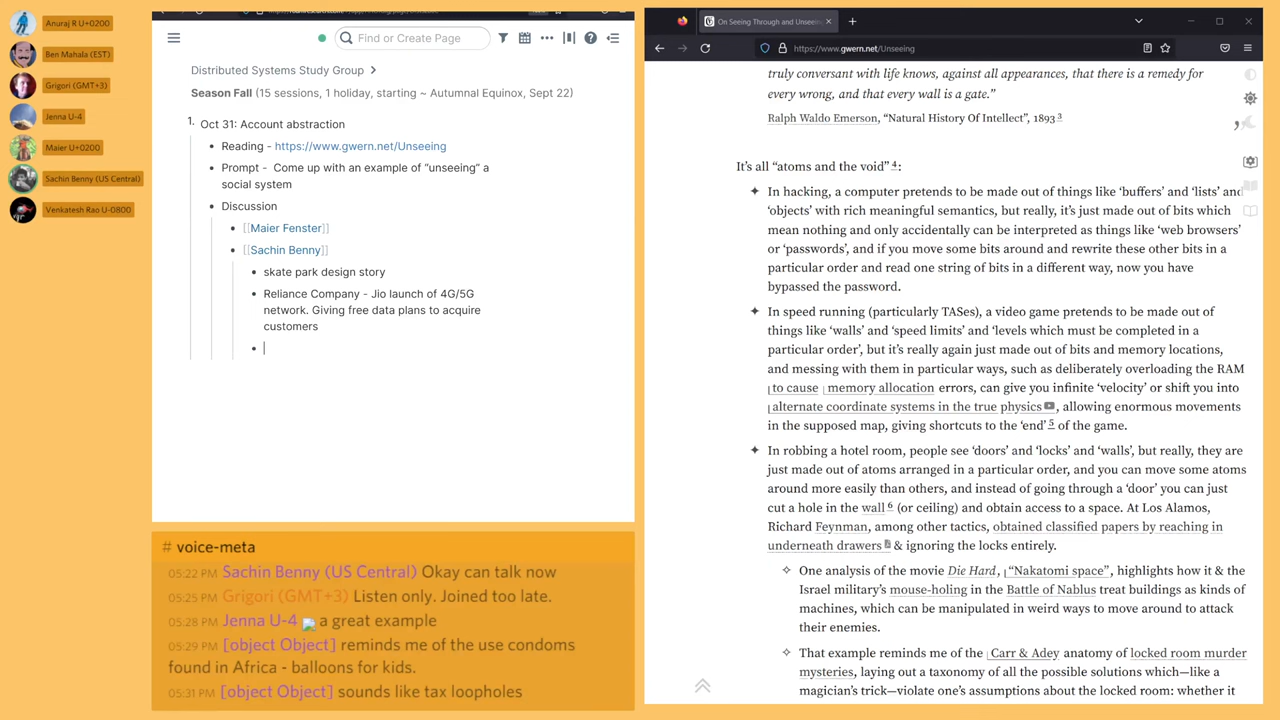 Anuraj R U+0200
Ben Mahala (EST)
Grigori (GMT+3)
Jenna U-4
Maier U+0200
Sachin Benny (US Central)
Venkatesh Rao U-0800
Find or Create Page
Distributed Systems Study Group
Season Fall (15 sessions, 1 holiday, starting ~ Autumnal Equinox, Sept 22)
1. Oct 31: Account abstraction
• Reading - https://www.gwern.net/Unseeing
• Prompt - Come up with an example of “unseeing” a
social system
• Discussion
• [[Maier Fenster]]
• [[Sachin Benny]]
• skate park design story
• Reliance Company - Jio launch of 4G/5G
network. Giving free data plans to acquire
customers
•
# voice-meta
05:22 PM Sachin Benny (US Central) Okay can talk now
05:25 PM Grigori (GMT+3) Listen only. Joined too late.
05:28 PM Jenna U-4 a great example
05:29 PM [object Object] reminds me of the use condoms
found in Africa - balloons for kids.
05:31 PM [object Object] sounds like tax loopholes
On Seeing Through and Unseein
https://www.gwern.net/Unseeing
truly conversant with life knows, against all appearances, that there is a remedy for
every wrong, and that every wall is a gate.”
Ralph Waldo Emerson, “Natural History Of Intellect”, 1893 3
It’s all “atoms and the void” 4:
In hacking, a computer pretends to be made out of things like ‘buffers’ and ‘lists’ and
‘objects’ with rich meaningful semantics, but really, it’s just made out of bits which
mean nothing and only accidentally can be interpreted as things like ‘web browsers’
or ‘passwords’, and if you move some bits around and rewrite these other bits in a
particular order and read one string of bits in a different way, now you have
bypassed the password.
In speed running (particularly TASes), a video game pretends to be made out of
things like ‘walls’ and ‘speed limits’ and ‘levels which must be completed in a
particular order’, but it’s really again just made out of bits and memory locations,
and messing with them in particular ways, such as deliberately overloading the RAM
to cause memory allocation errors, can give you infinite ‘velocity’ or shift you into
alternate coordinate systems in the true physics, allowing enormous movements
in the supposed map, giving shortcuts to the ‘end’ 5 of the game.
In robbing a hotel room, people see ‘doors’ and ‘locks’ and ‘walls’, but really, they are
just made out of atoms arranged in a particular order, and you can move some atoms
around more easily than others, and instead of going through a ‘door’ you can just
cut a hole in the wall 6 (or ceiling) and obtain access to a space. At Los Alamos,
Richard Feynman, among other tactics, obtained classified papers by reaching in
underneath drawers & ignoring the locks entirely.
One analysis of the movie Die Hard, “Nakatomi space”, highlights how it & the
Israel military’s mouse-holing in the Battle of Nablus treat buildings as kinds of
machines, which can be manipulated in weird ways to move around to attack
their enemies.
That example reminds me of the Carr & Adey anatomy of locked room murder
mysteries, laying out a taxonomy of all the possible solutions which—like a
magician’s trick—violate one’s assumptions about the locked room: whether it